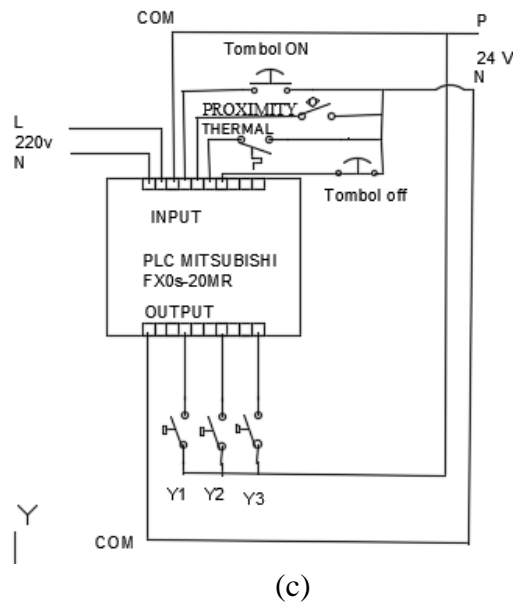 COM
P
24 V
N
Tombol ON
PROXIMITY
THERMAL
L
220v
N
Tombol off
INPUT
PLC MITSUBISHI
FX0s-20MR
OUTPUT
Y1 Y2 Y3
Y
COM
(c)